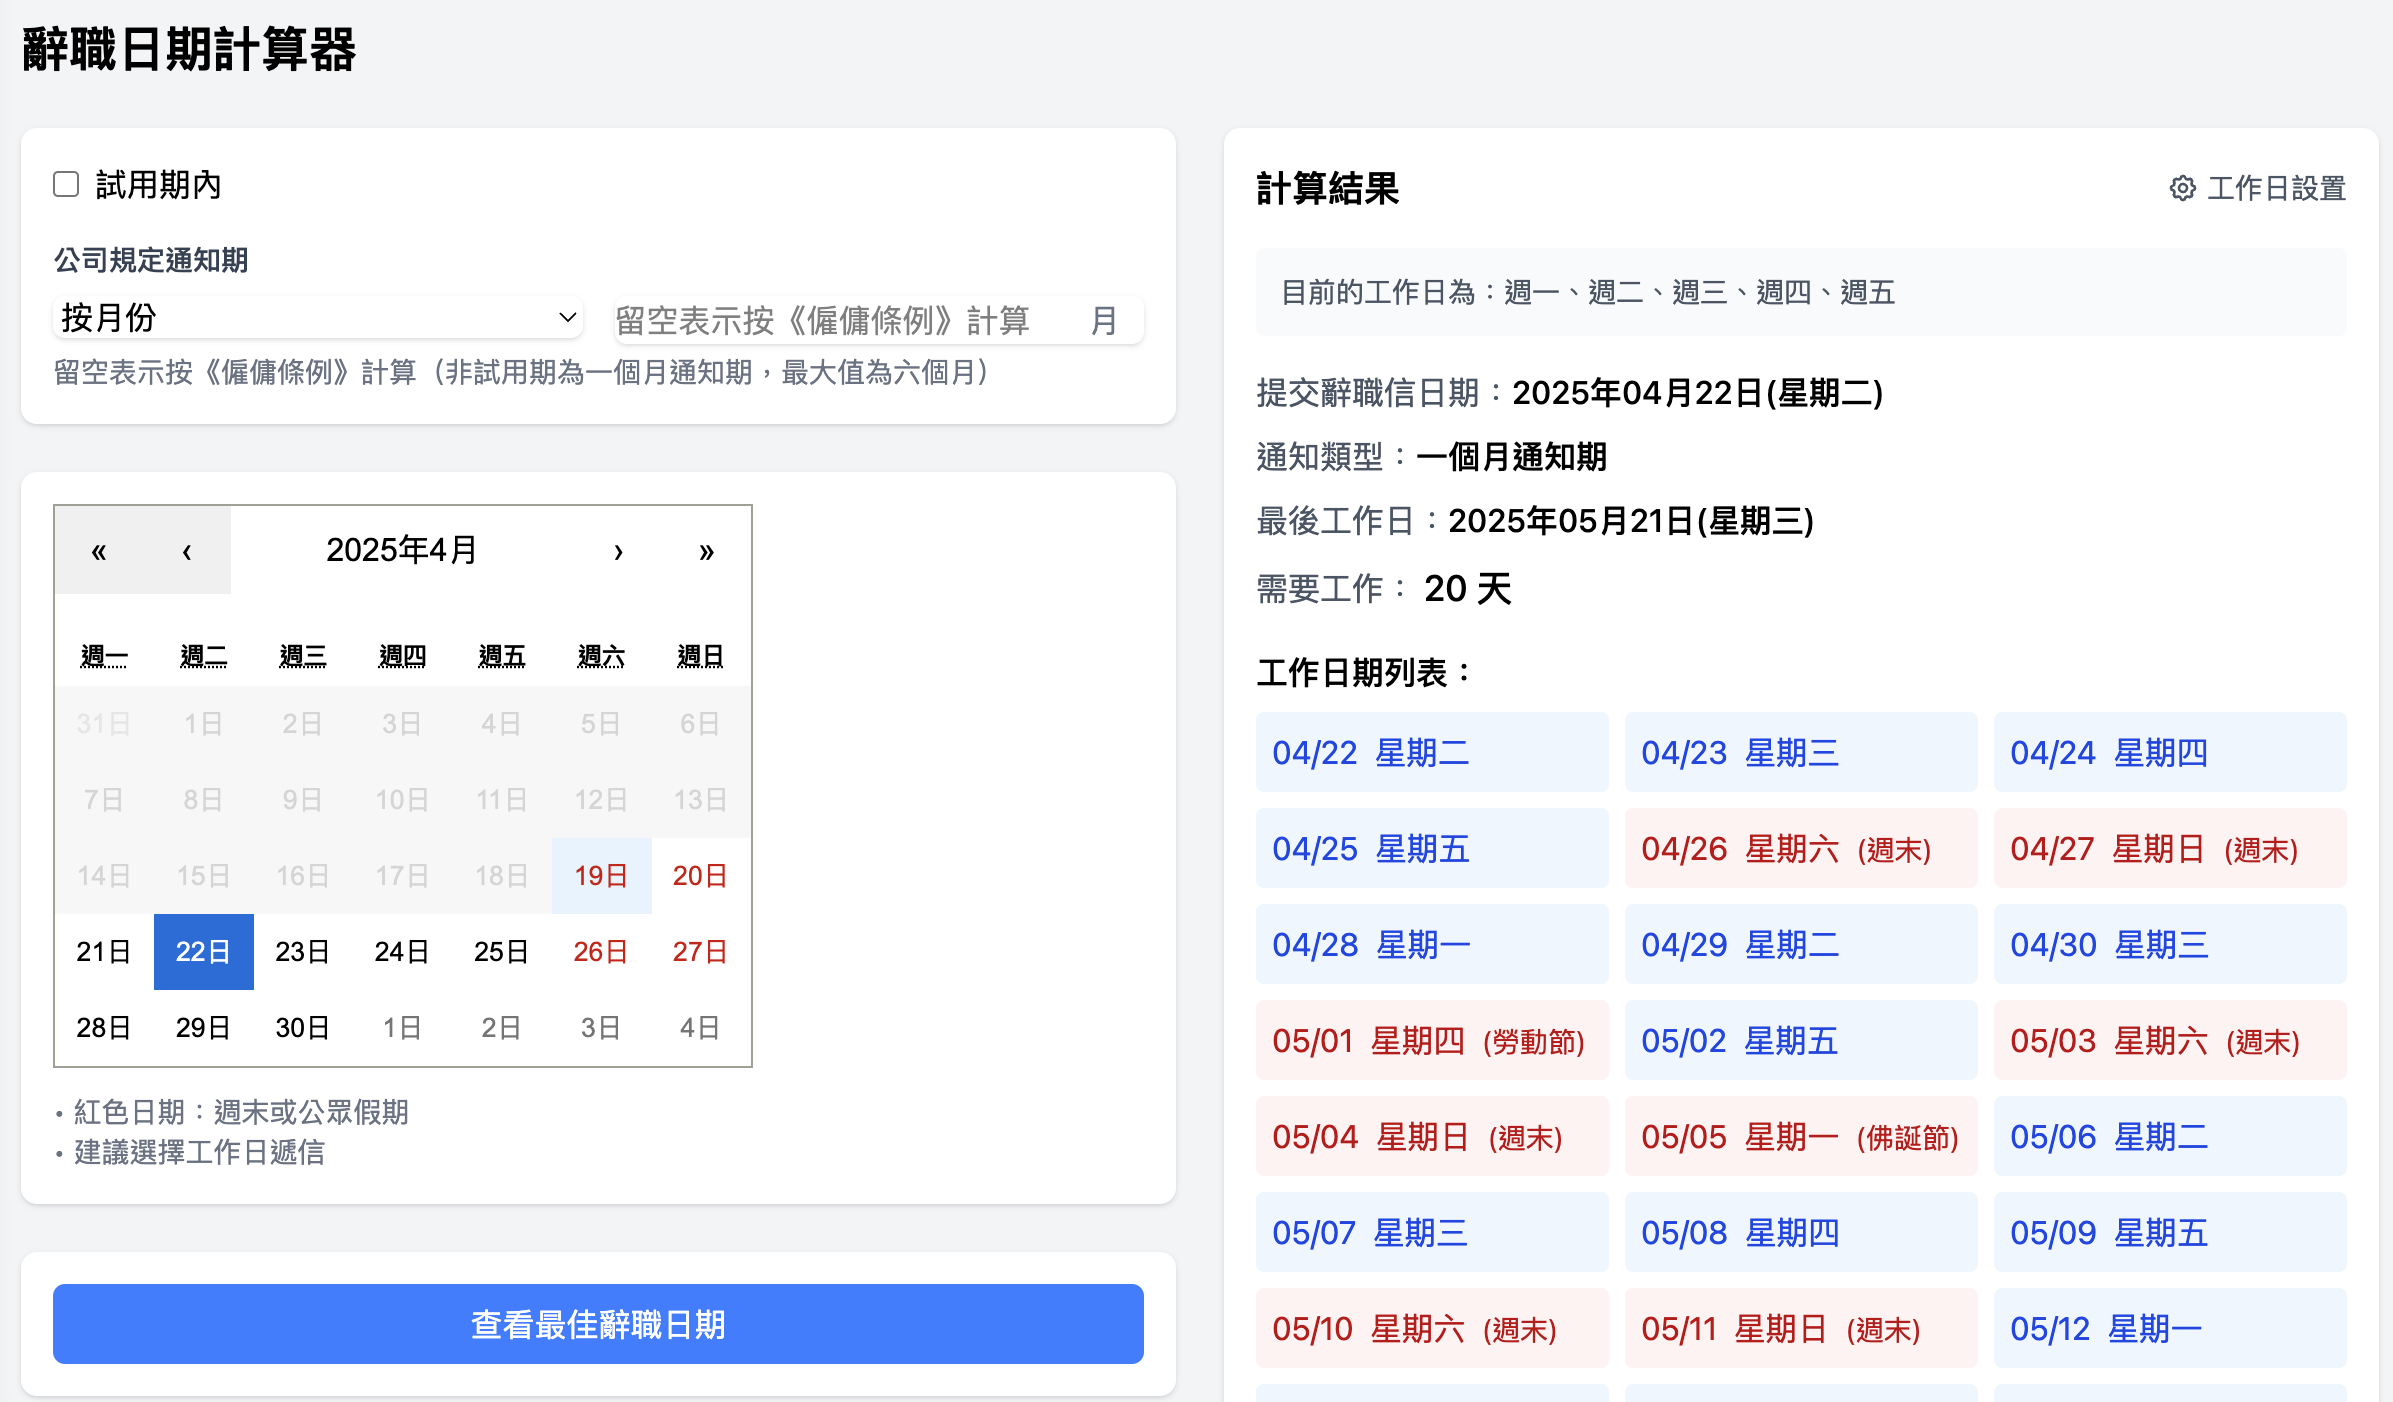 辭職日期計算器
試用期內
公司規定通知期
按月份
留空表示按《僱傭條例》計算 月
留空表示按《僱傭條例》計算（非試用期為一個月通知期，最大值為六個月）
« ‹ 2025年4月 › »
週一 週二 週三 週四 週五 週六 週日
31日 1日 2日 3日 4日 5日 6日
7日 8日 9日 10日 11日 12日 13日
14日 15日 16日 17日 18日 19日 20日
21日 22日 23日 24日 25日 26日 27日
28日 29日 30日 1日 2日 3日 4日
• 紅色日期：週末或公眾假期
• 建議選擇工作日遞信
查看最佳辭職日期
計算結果
工作日設置
目前的工作日為：週一、週二、週三、週四、週五
提交辭職信日期：2025年04月22日(星期二)
通知類型：一個月通知期
最後工作日：2025年05月21日(星期三)
需要工作： 20 天
工作日期列表：
04/22 星期二 04/23 星期三 04/24 星期四
04/25 星期五 04/26 星期六 (週末) 04/27 星期日 (週末)
04/28 星期一 04/29 星期二 04/30 星期三
05/01 星期四 (勞動節) 05/02 星期五 05/03 星期六 (週末)
05/04 星期日 (週末) 05/05 星期一 (佛誕節) 05/06 星期二
05/07 星期三 05/08 星期四 05/09 星期五
05/10 星期六 (週末) 05/11 星期日 (週末) 05/12 星期一